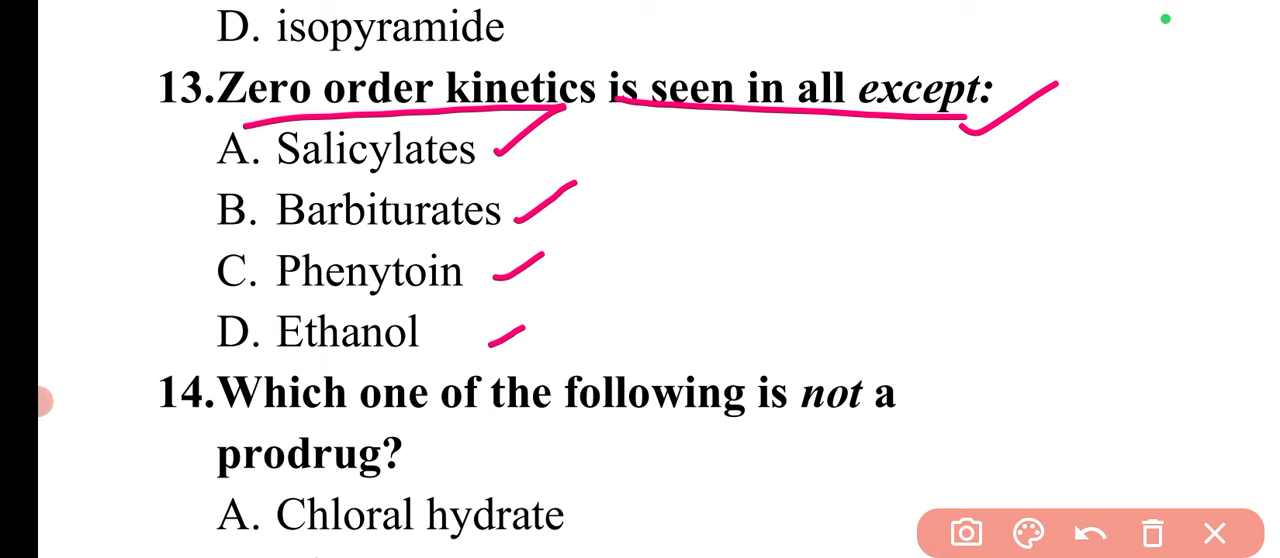 D. isopyramide
13.Zero order kinetics is seen in all except:
A. Salicylates
B. Barbiturates
C. Phenytoin
D. Ethanol
14.Which one of the following is not a
prodrug?
A. Chloral hydrate